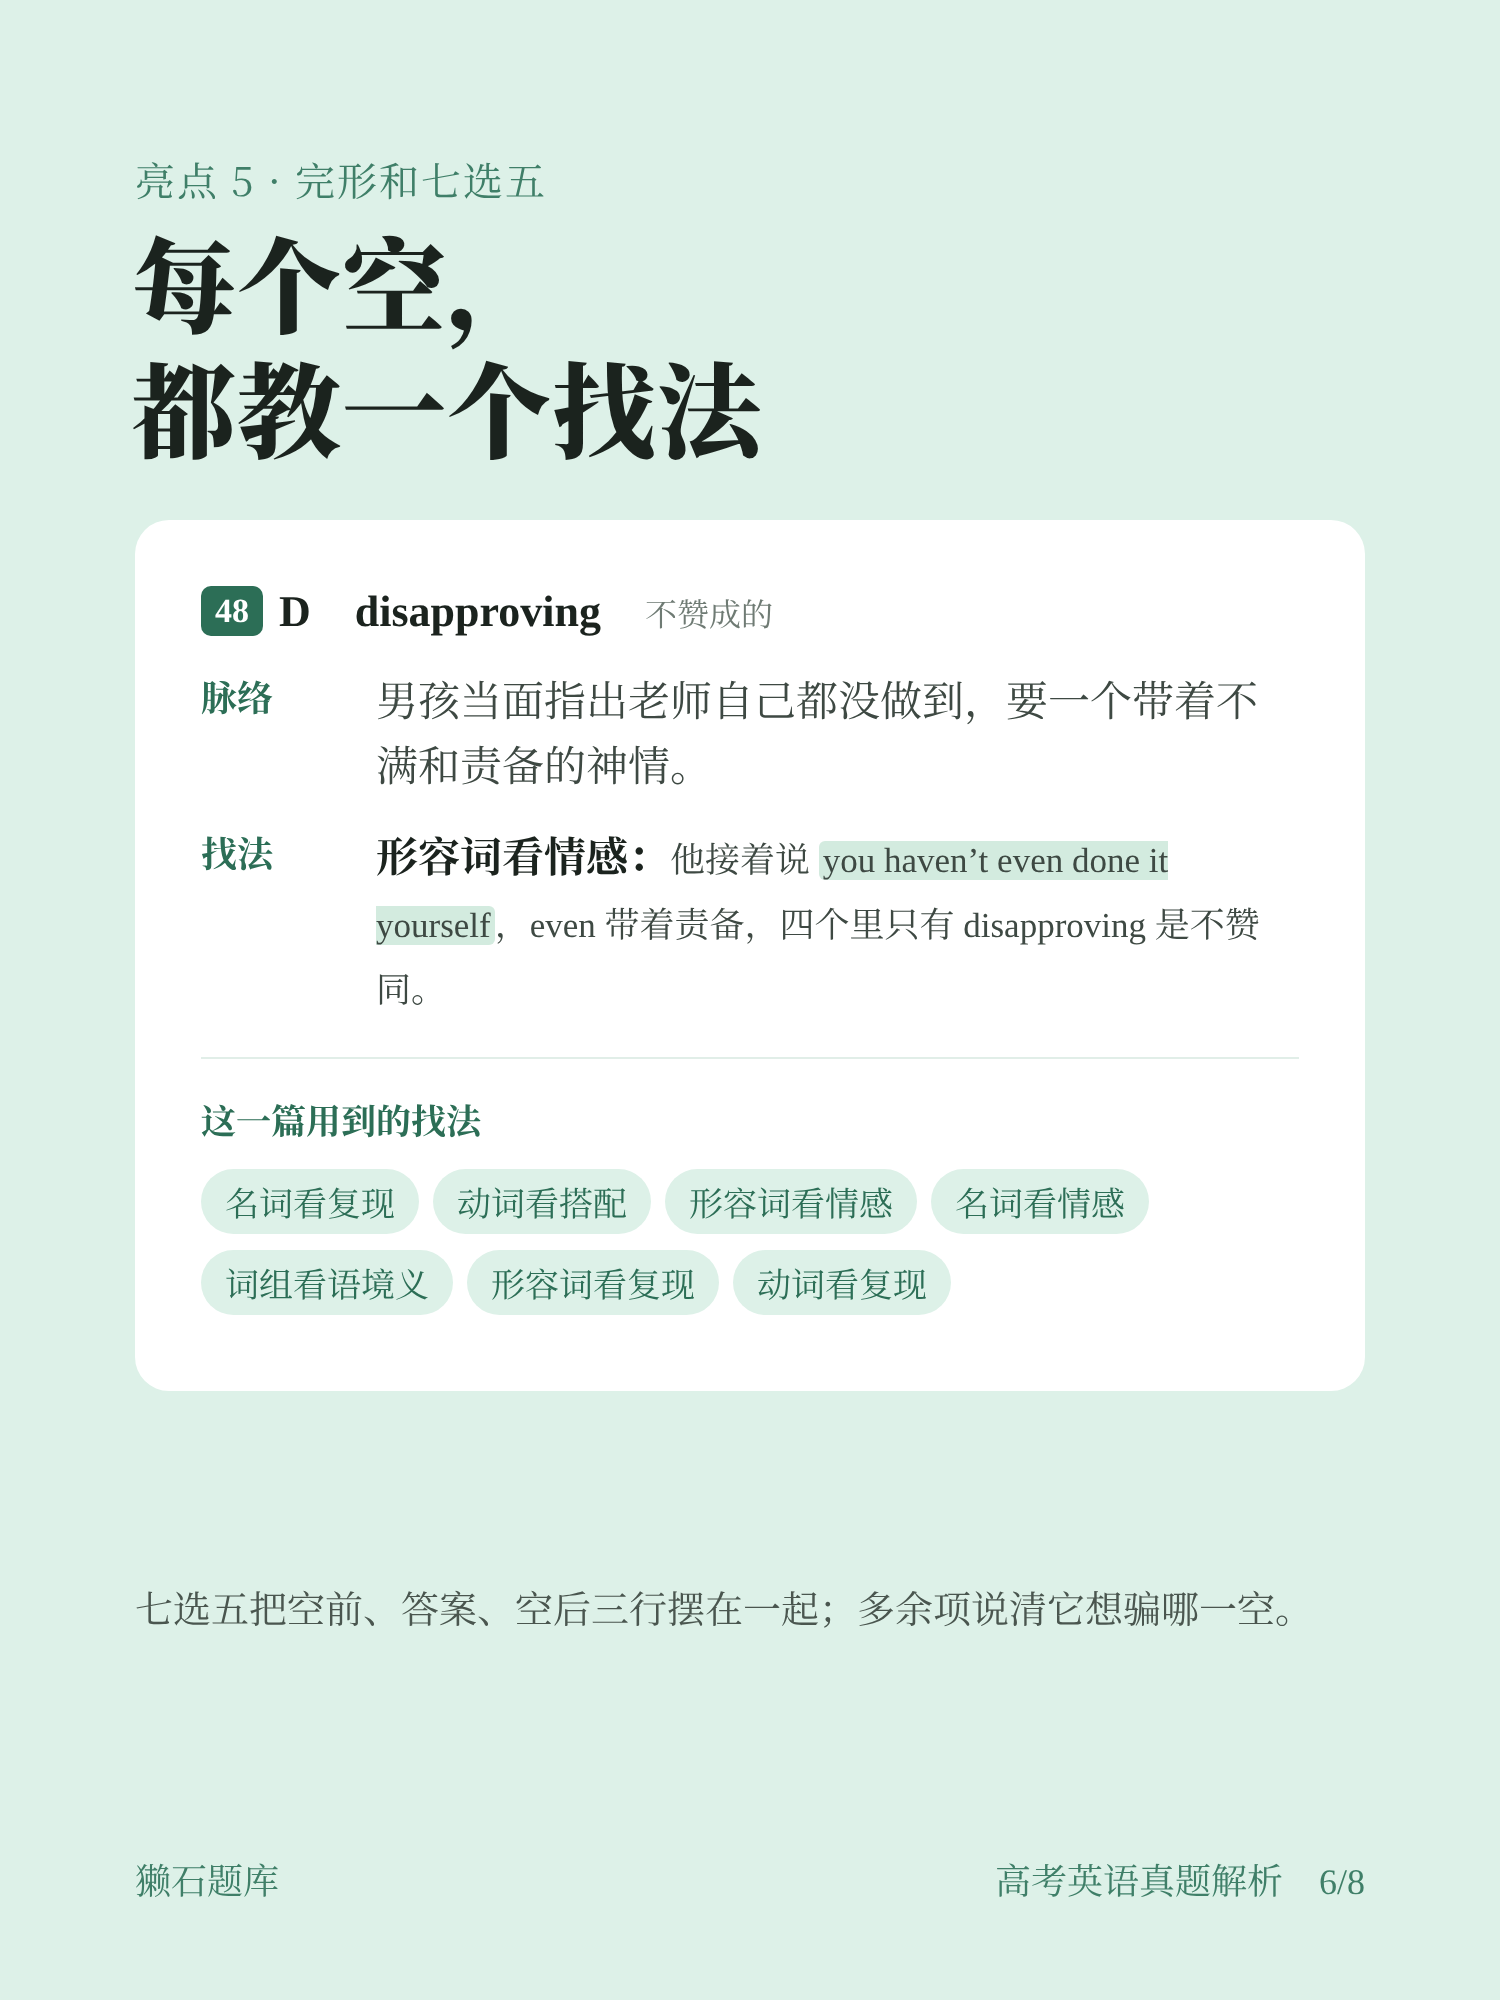 亮点 5 · 完形和七选五
每个空，
都教一个找法
48 D disapproving 不赞成的
脉络 男孩当面指出老师自己都没做到，要一个带着不
满和责备的神情。
找法 形容词看情感：他接着说 you haven’t even done it
yourself，even 带着责备，四个里只有 disapproving 是不赞
同。
这一篇用到的找法
名词看复现 动词看搭配 形容词看情感 名词看情感
词组看语境义 形容词看复现 动词看复现
七选五把空前、答案、空后三行摆在一起；多余项说清它想骗哪一空。
獭石题库 高考英语真题解析 6/8